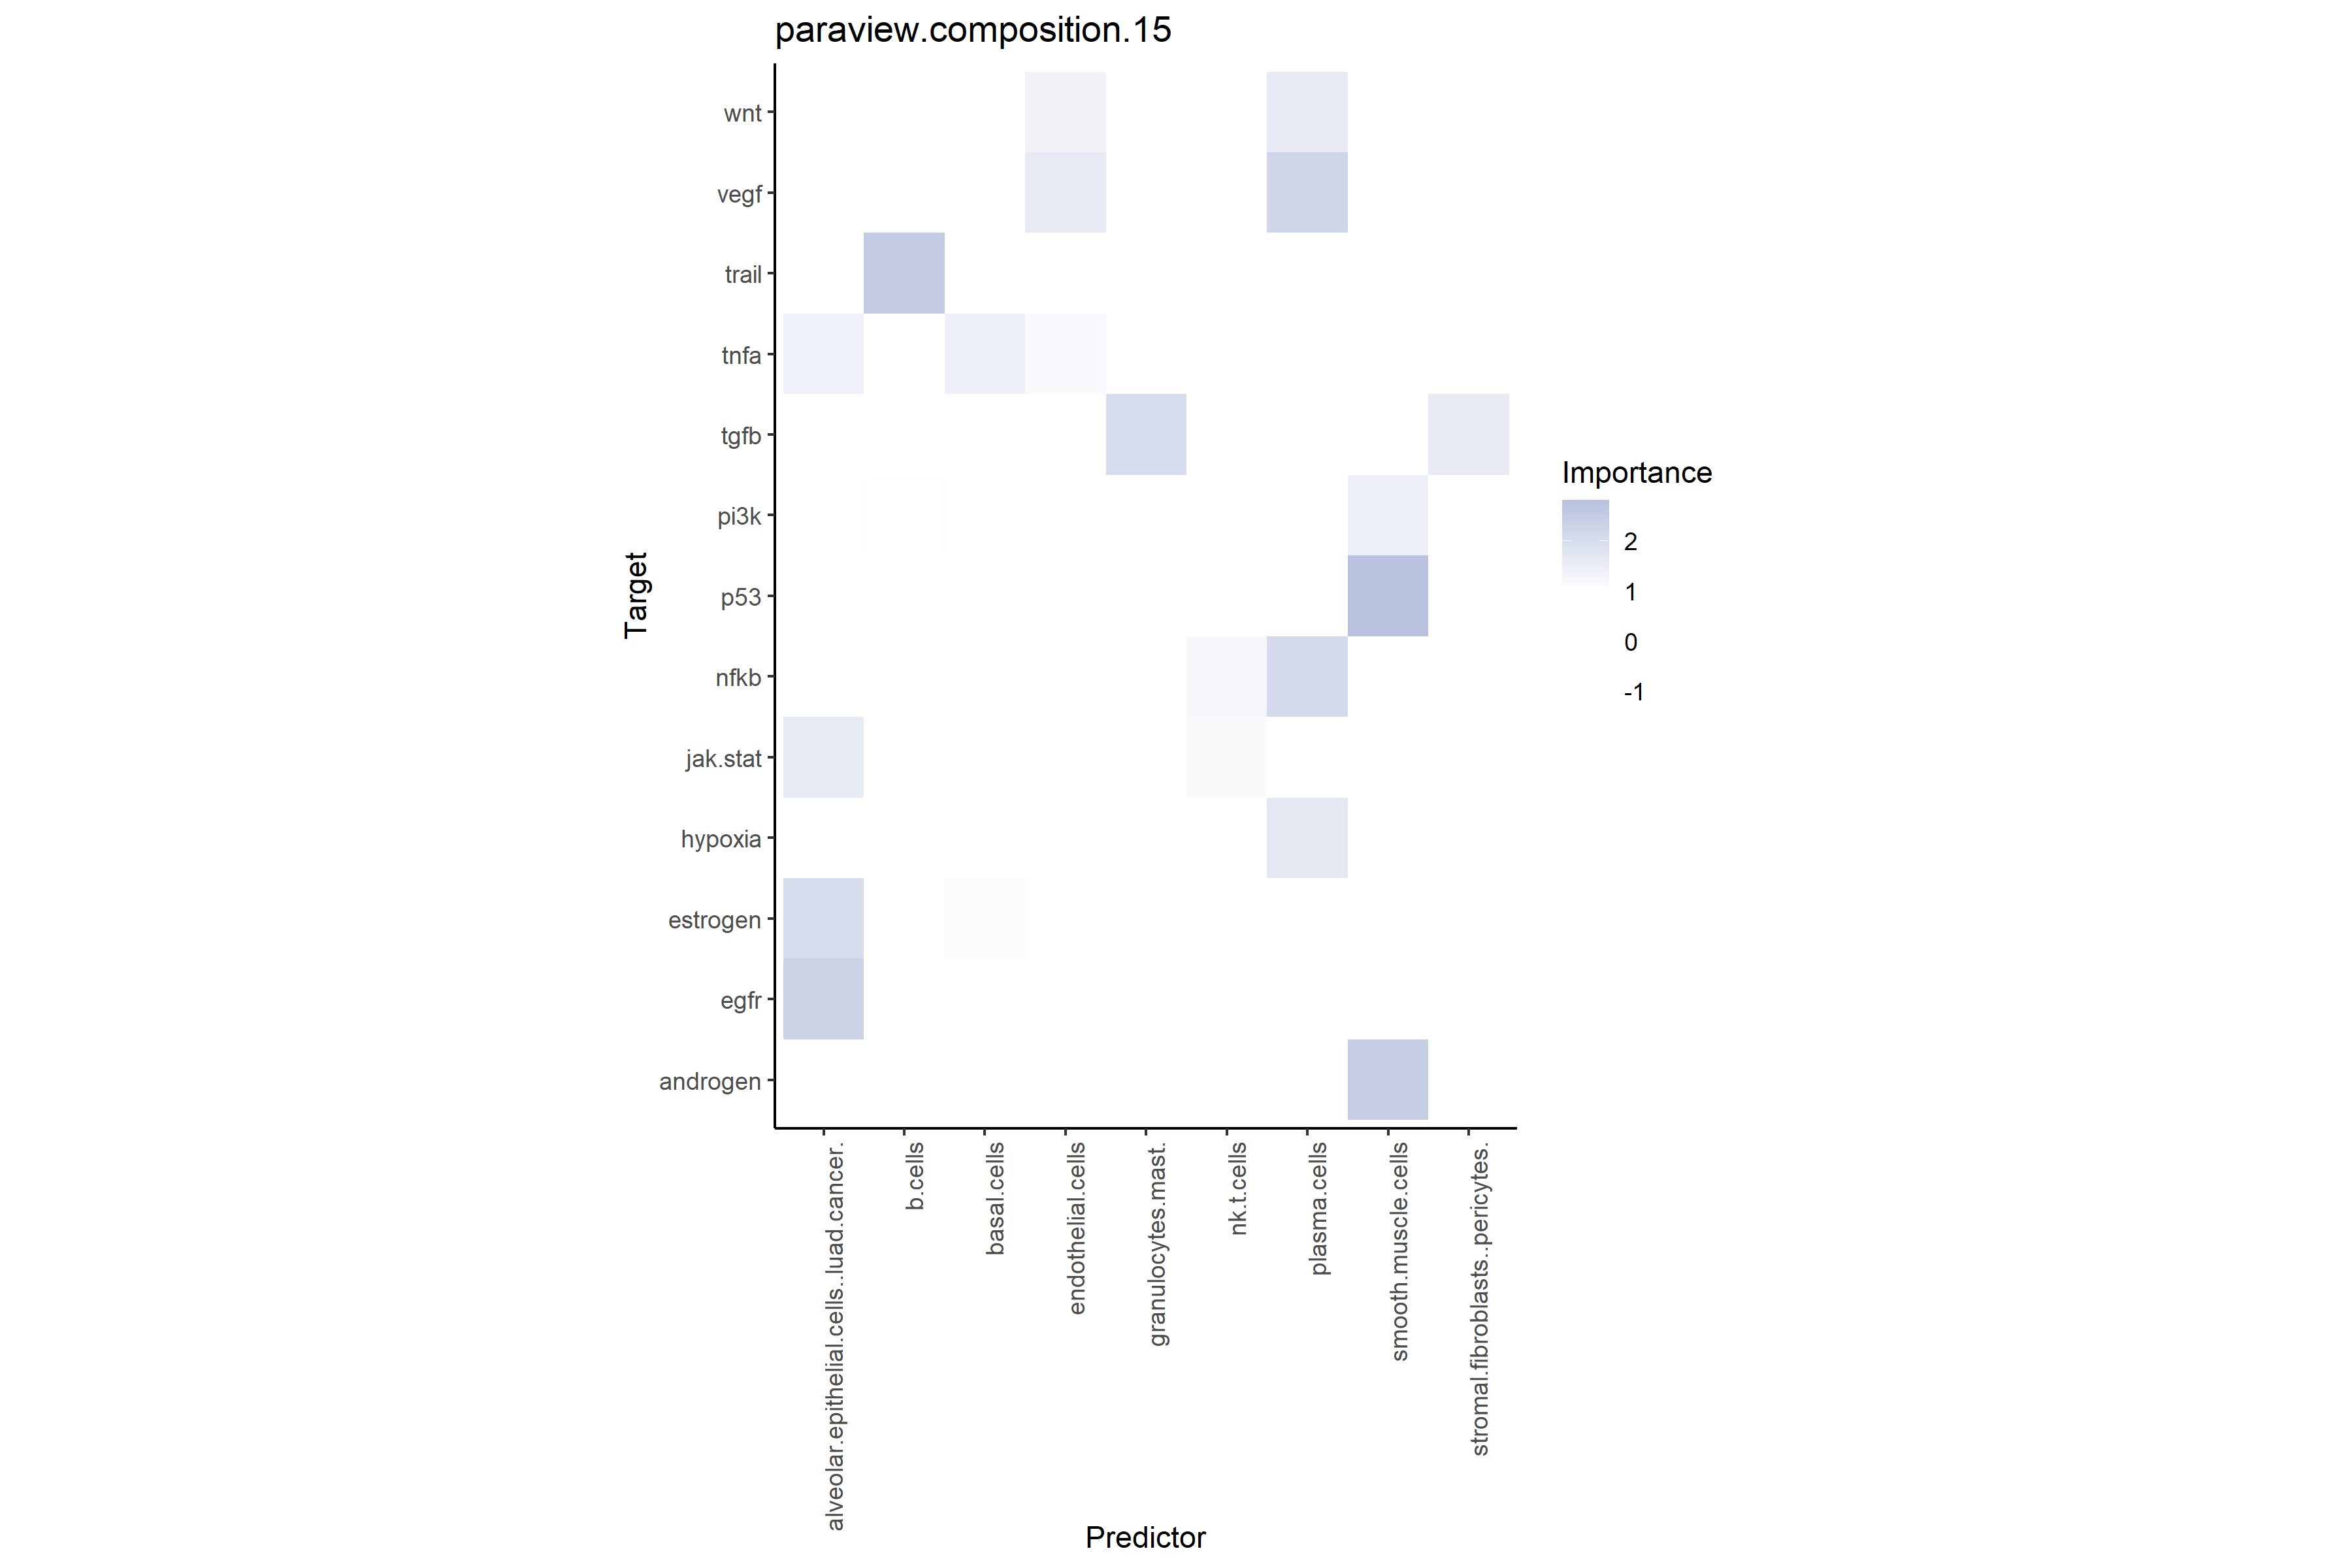 paraview.composition.15
Target
wnt
vegf
trail
tnfa
tgfb
pi3k
p53
nfkb
jak.stat
hypoxia
estrogen
egfr
androgen
alveolar.epithelial.cells..luad.cancer.
b.cells
basal.cells
endothelial.cells
granulocytes.mast.
nk.t.cells
plasma.cells
smooth.muscle.cells
stromal.fibroblasts..pericytes.
Predictor
Importance
2
1
0
-1